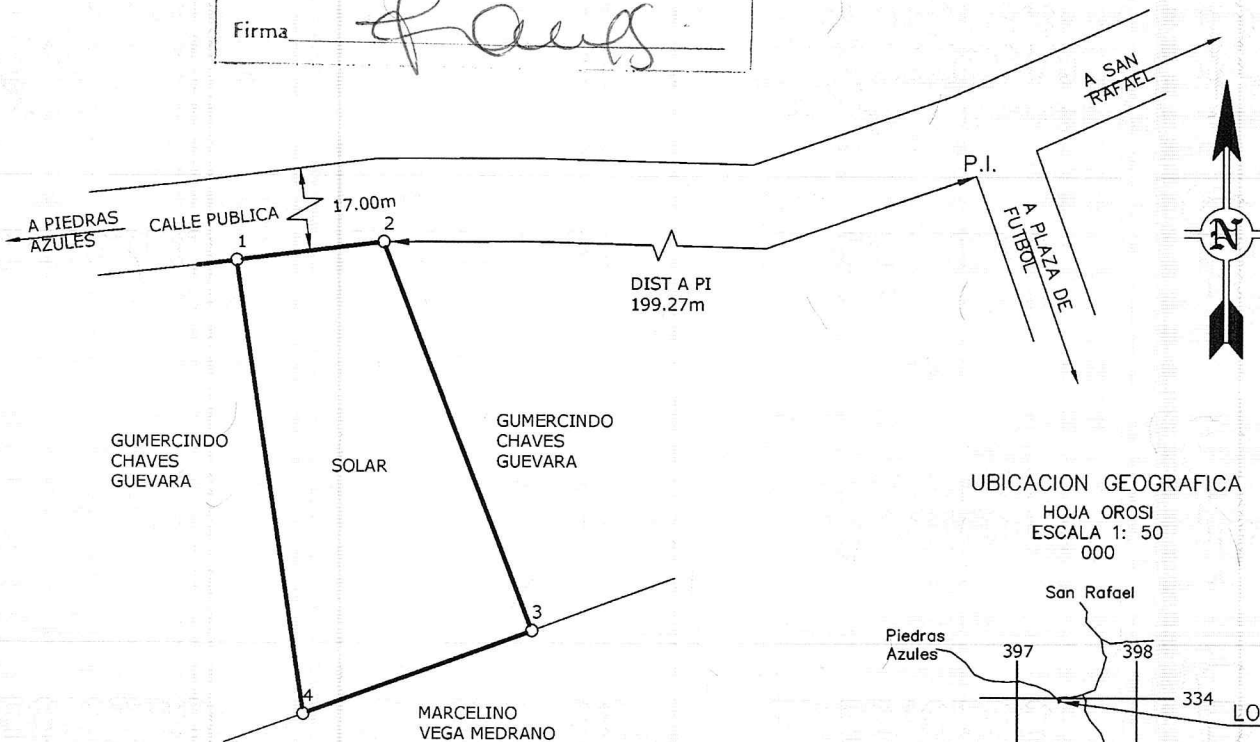 Firma
A SAN
RAFAEL
P.I.
A PIEDRAS
AZULES
CALLE PUBLICA
17.00m
1
2
A PLAZA DE
FUTBOL
N
DIST A PI
199.27m
GUMERCINDO
CHAVES
GUEVARA
SOLAR
GUMERCINDO
CHAVES
GUEVARA
UBICACION GEOGRAFICA
HOJA OROSI
ESCALA 1: 50
000
San Rafael
Piedras
Azules
397
398
334
LO
3
4
MARCELINO
VEGA MEDRANO